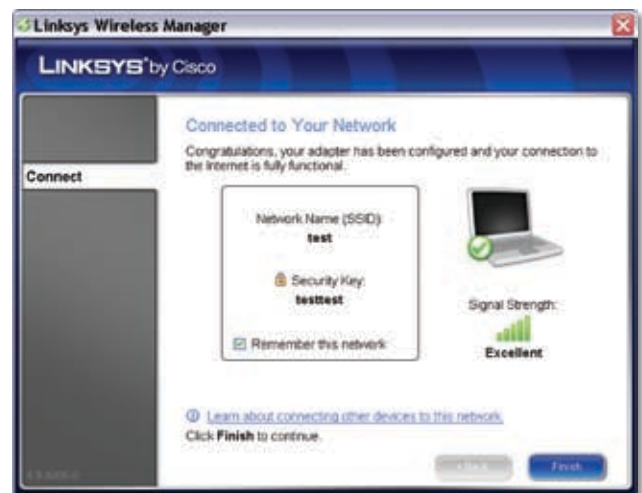 Linksys Wireless Manager
LINKSYS® by Cisco
Connect
Connected to Your Network
Congratulations, your adapter has been configured and your connection to
the Internet is fully functional.
Network Name (SSID):
test
Security Key:
testtest
Remember this network
Signal Strength:
Excellent
Learn about connecting other devices to this network.
Click Finish to continue.
Finish